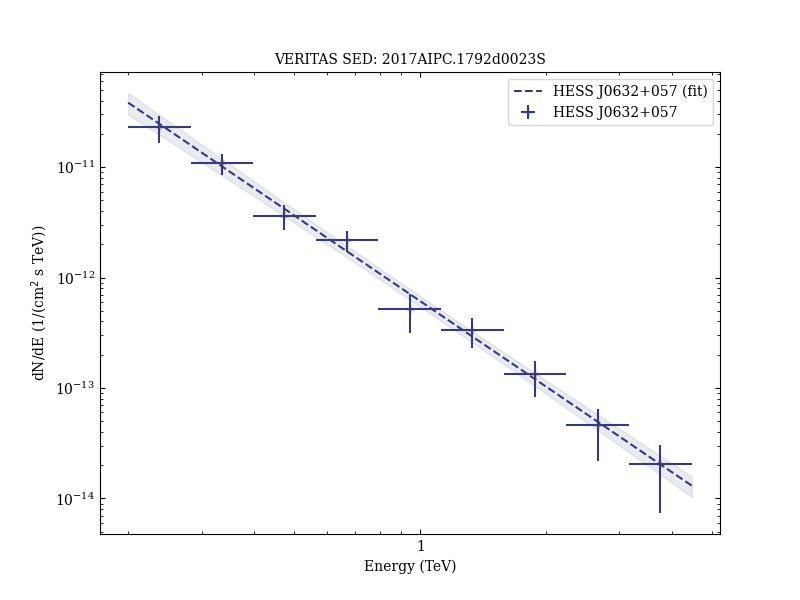 VERITAS SED: 2017AIPC.1792d0023S
HESS J0632+057 (fit)
HESS J0632+057
dN/dE (1/(cm² s TeV))
10⁻¹¹
10⁻¹²
10⁻¹³
10⁻¹⁴
1
Energy (TeV)